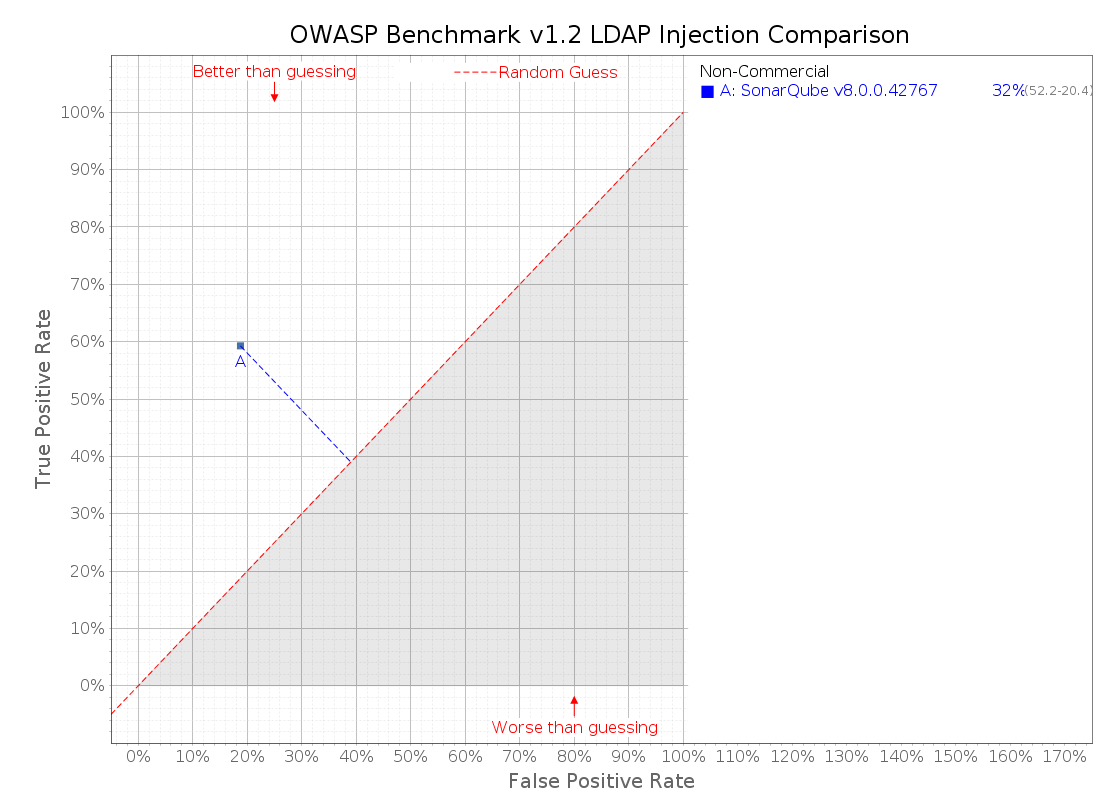 OWASP Benchmark v1.2 LDAP Injection Comparison
Better than guessing
Random Guess
Non-Commercial
A: SonarQube v8.0.0.42767 32% (52.2-20.4)
100%
90%
80%
70%
60%
50%
40%
30%
20%
10%
0%
True Positive Rate
A
Worse than guessing
0% 10% 20% 30% 40% 50% 60% 70% 80% 90% 100% 110% 120% 130% 140% 150% 160% 170%
False Positive Rate